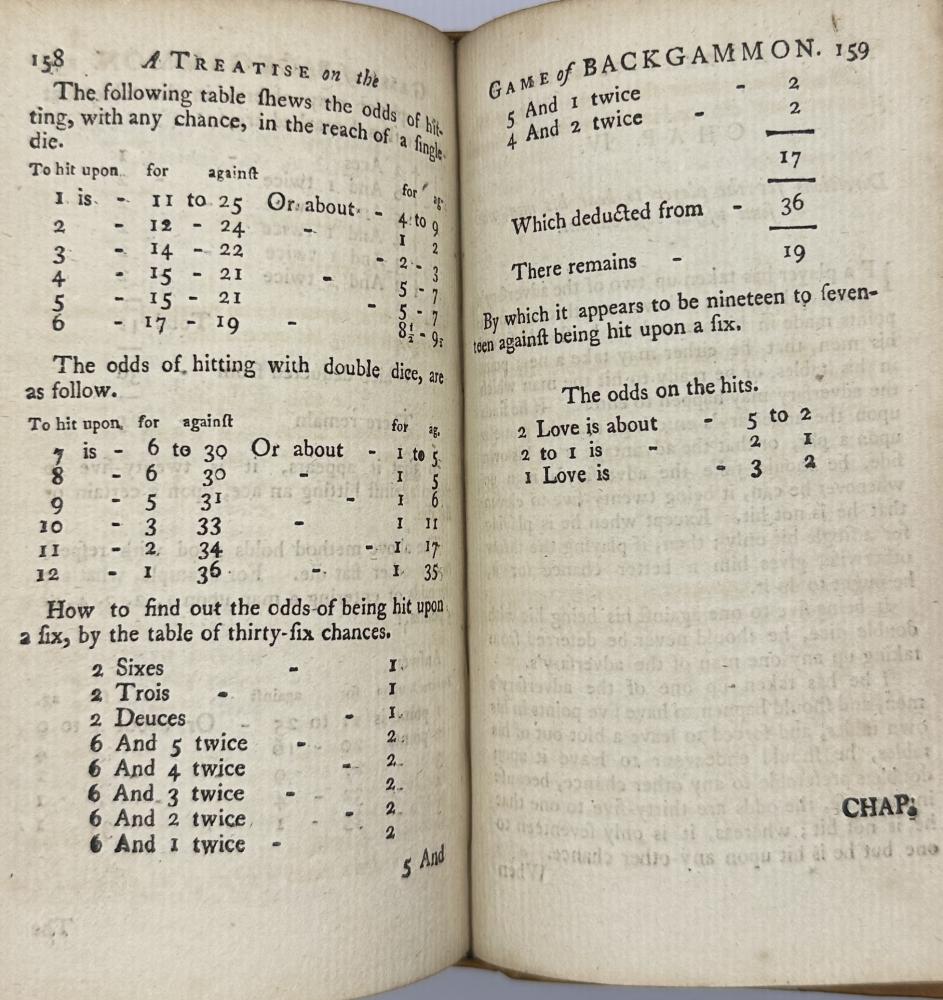 158 A TREATISE on the
The following table ſhews the odds of hit-
ting, with any chance, in the reach of a ſingle
die.
To hit upon for againſt for ag.
1 is - 11 to 25 Or about - 4 to 9
2 - 12 - 24 - 1 2
3 - 14 - 22 - 2 - 3
4 - 15 - 21 - 5 - 7
5 - 15 - 21 - 5 - 7
6 - 17 - 19 - 8½ - 9½
The odds of hitting with double dice, are
as follow.
To hit upon for againſt for ag.
7 is - 6 to 30 Or about - 1 to 5
8 - 6 30 - 1 5
9 - 5 31 - 1 6
10 - 3 33 - 1 11
11 - 2 34 - 1 17
12 - 1 36 - 1 35
How to find out the odds of being hit upon
a ſix, by the table of thirty-ſix chances.
2 Sixes - 1
2 Trois - 1
2 Deuces - 1
6 And 5 twice - 2
6 And 4 twice - 2
6 And 3 twice - 2
6 And 2 twice - 2
6 And 1 twice - 2
5 And
GAME of BACKGAMMON. 159
5 And 1 twice - 2
4 And 2 twice - 2
17
Which deducted from - 36
There remains - 19
By which it appears to be nineteen to ſeven-
teen againſt being hit upon a ſix.
The odds on the hits.
2 Love is about - 5 to 2
2 to 1 is - 2 1
1 Love is - 3 2
CHAP.